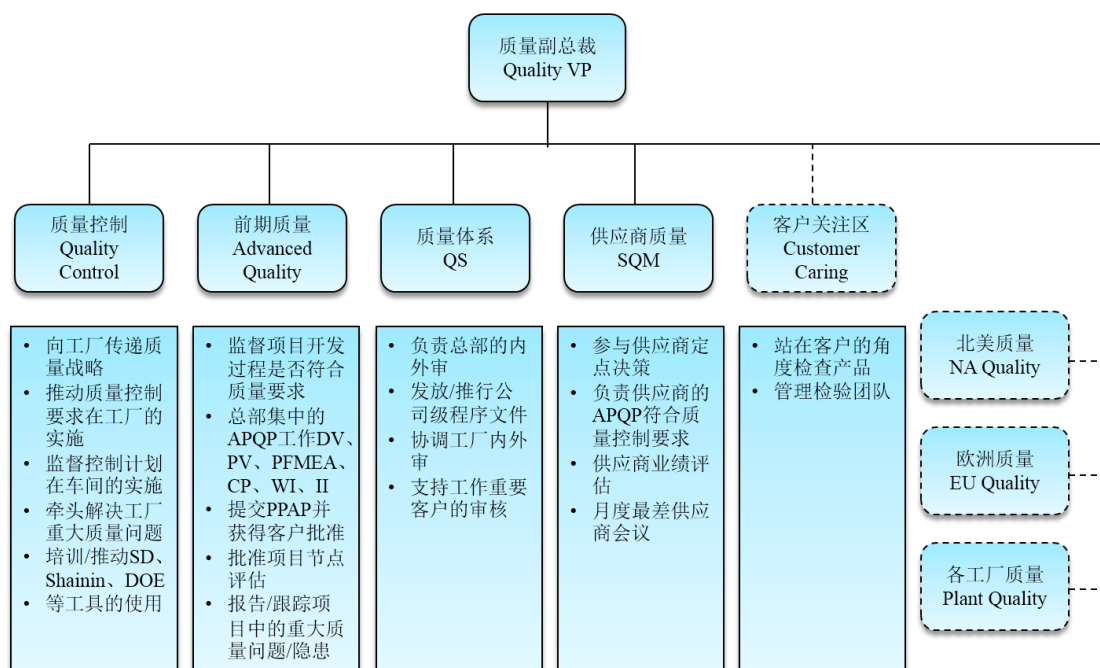 质量副总裁
Quality VP
质量控制
Quality
Control
前期质量
Advanced
Quality
质量体系
QS
供应商质量
SQM
客户关注区
Customer
Caring
• 向工厂传递质
量战略
• 推动质量控制
要求在工厂的
实施
• 监督控制计划
在车间的实施
• 牵头解决工厂
重大质量问题
• 培训/推动SD、
Shainin、DOE
• 等工具的使用
• 监督项目开发
过程是否符合
质量要求
• 总部集中的
APQP工作DV、
PV、PFMEA、
CP、WI、II
• 提交PPAP并
获得客户批准
• 批准项目节点
评估
• 报告/跟踪项
目中的重大质
量问题/隐患
• 负责总部的内
外审
• 发放/推行公
司级程序文件
• 协调工厂内外
审
• 支持工作重要
客户的审核
• 参与供应商定
点决策
• 负责供应商的
APQP符合质
量控制要求
• 供应商业绩评
估
• 月度最差供应
商会议
• 站在客户的角
度检查产品
• 管理检验团队
北美质量
NA Quality
欧洲质量
EU Quality
各工厂质量
Plant Quality